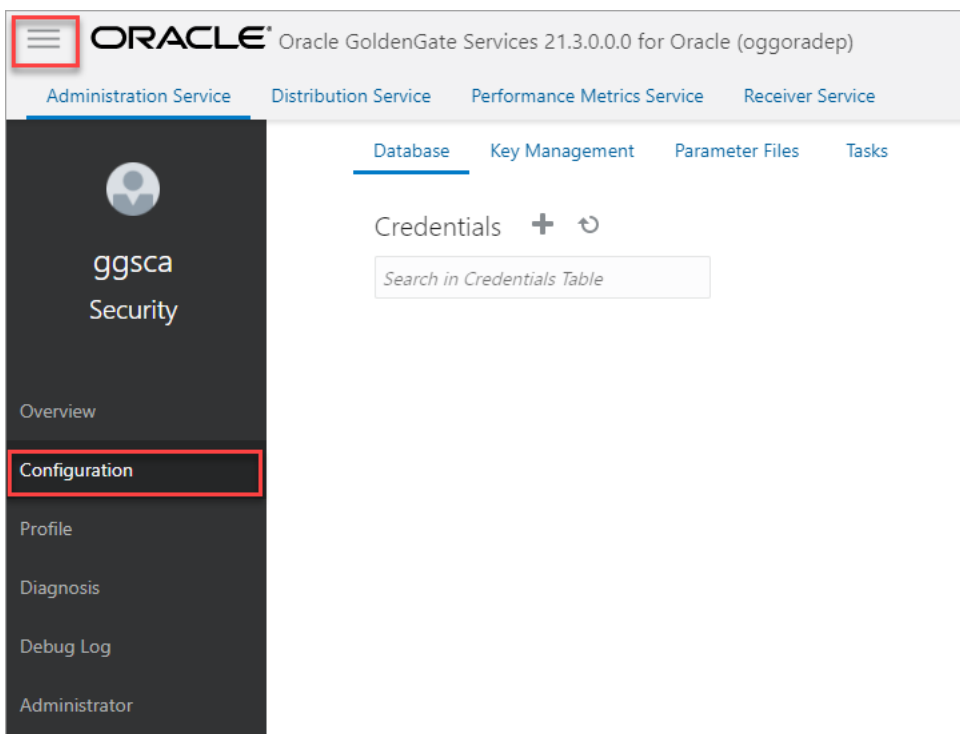 ORACLE® Oracle GoldenGate Services 21.3.0.0.0 for Oracle (oggoradep)
Administration Service Distribution Service Performance Metrics Service Receiver Service
Database Key Management Parameter Files Tasks
Credentials
Search in Credentials Table
ggsca
Security
Overview
Configuration
Profile
Diagnosis
Debug Log
Administrator